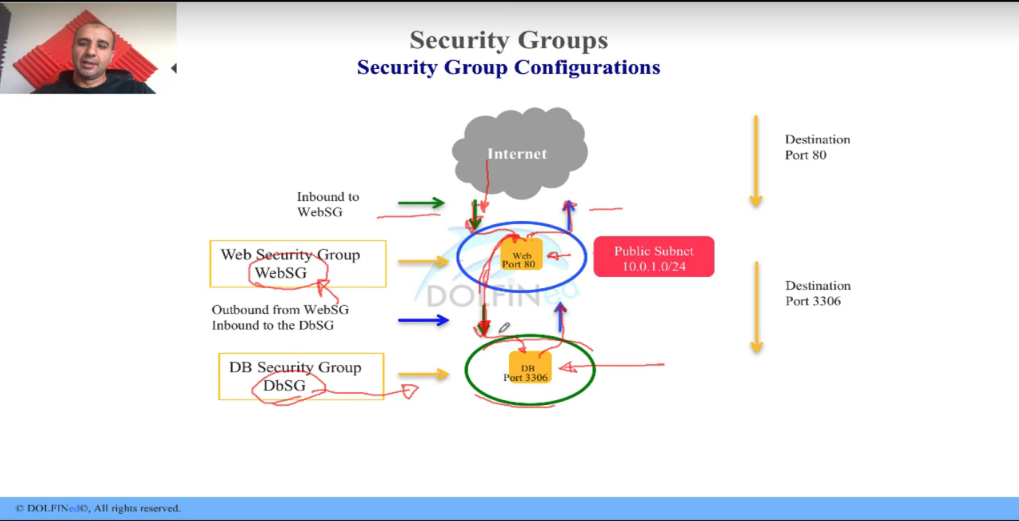 Security Groups
Security Group Configurations
Internet
Destination
Port 80
Inbound to
WebSG
Web Security Group
WebSG
Web
Port 80
Public Subnet
10.0.1.0/24
DOLFINed
Outbound from WebSG
Inbound to the DbSG
Destination
Port 3306
DB Security Group
DbSG
DB
Port 3306
© DOLFINed©, All rights reserved.